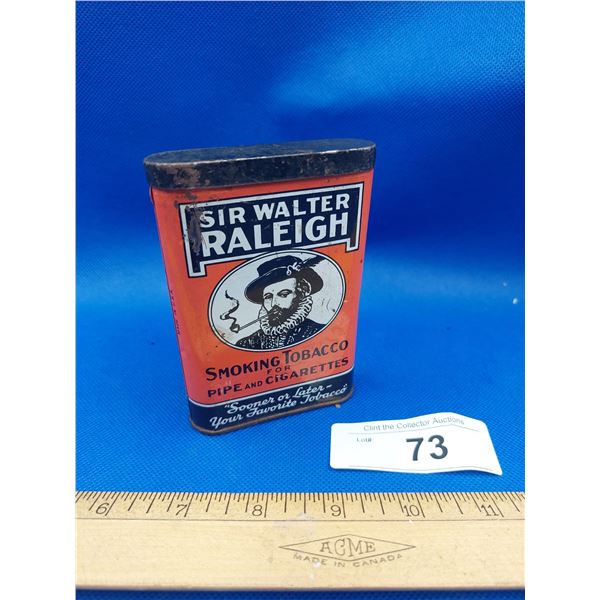 SIR WALTER
RALEIGH
SMOKING TOBACCO
FOR
PIPE AND CIGARETTES
"Sooner or Later-
Your Favorite Tobacco"
Clint the Collector Auctions
Lot#
73
6 7 8 9 10 11
ACME
MADE IN CANADA